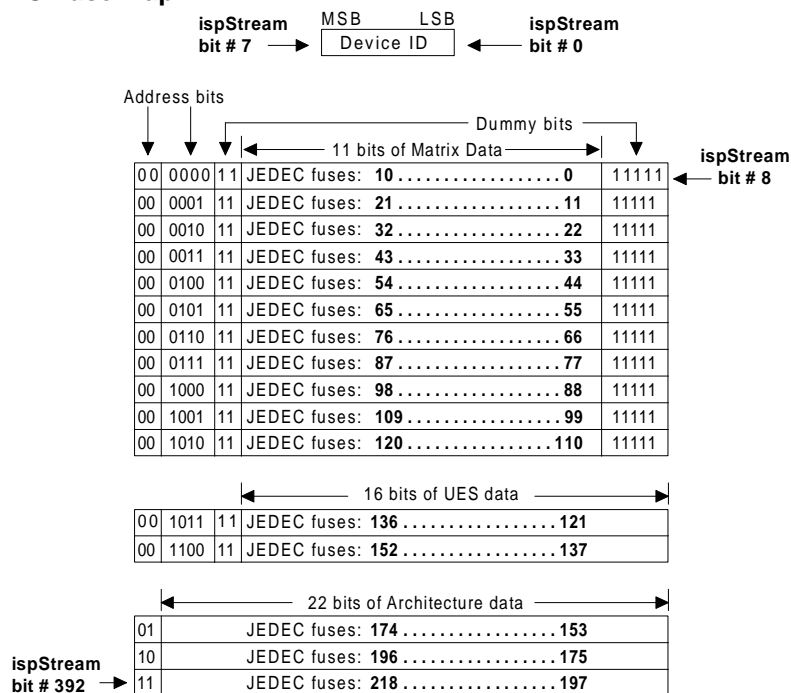 ispStream bit # 7
MSB LSB
Device ID
ispStream bit # 0
Address bits
Dummy bits
11 bits of Matrix Data
ispStream bit # 8
00 0000 11 JEDEC fuses: 10..................0 11111
00 0001 11 JEDEC fuses: 21..................11 11111
00 0010 11 JEDEC fuses: 32..................22 11111
00 0011 11 JEDEC fuses: 43..................33 11111
00 0100 11 JEDEC fuses: 54..................44 11111
00 0101 11 JEDEC fuses: 65..................55 11111
00 0110 11 JEDEC fuses: 76..................66 11111
00 0111 11 JEDEC fuses: 87..................77 11111
00 1000 11 JEDEC fuses: 98..................88 11111
00 1001 11 JEDEC fuses: 109................99 11111
00 1010 11 JEDEC fuses: 120................110 11111
16 bits of UES data
00 1011 11 JEDEC fuses: 136.................121
00 1100 11 JEDEC fuses: 152.................137
22 bits of Architecture data
01 JEDEC fuses: 174.................153
10 JEDEC fuses: 196.................175
ispStream bit # 392
11 JEDEC fuses: 218.................197